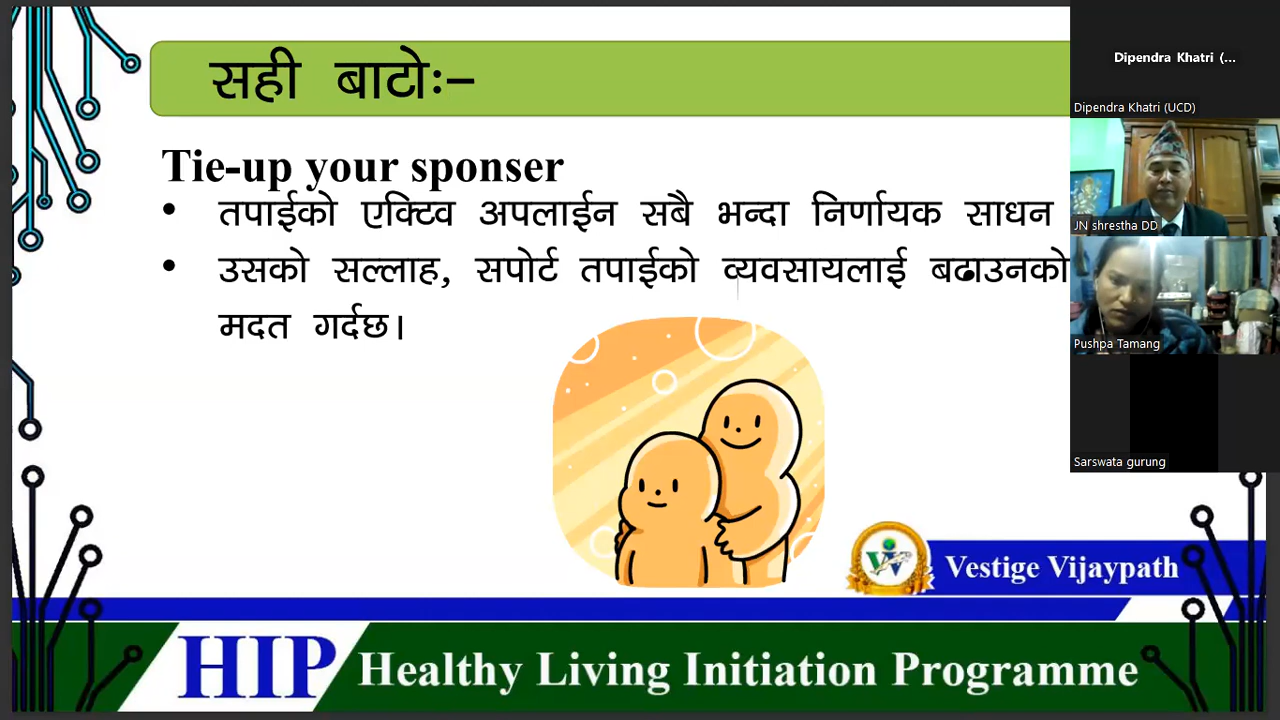 सही बाटोः–
Tie-up your sponser
• तपाईको एक्टिव अपलाईन सबै भन्दा निर्णायक साधन
• उसको सल्लाह, सपोर्ट तपाईको व्यवसायलाई बढाउनको
मदत गर्दछ।
Vestige Vijaypath
HIP Healthy Living Initiation Programme
Dipendra Khatri (...
Dipendra Khatri (UCD)
JN shrestha DD
Pushpa Tamang
Sarswata gurung